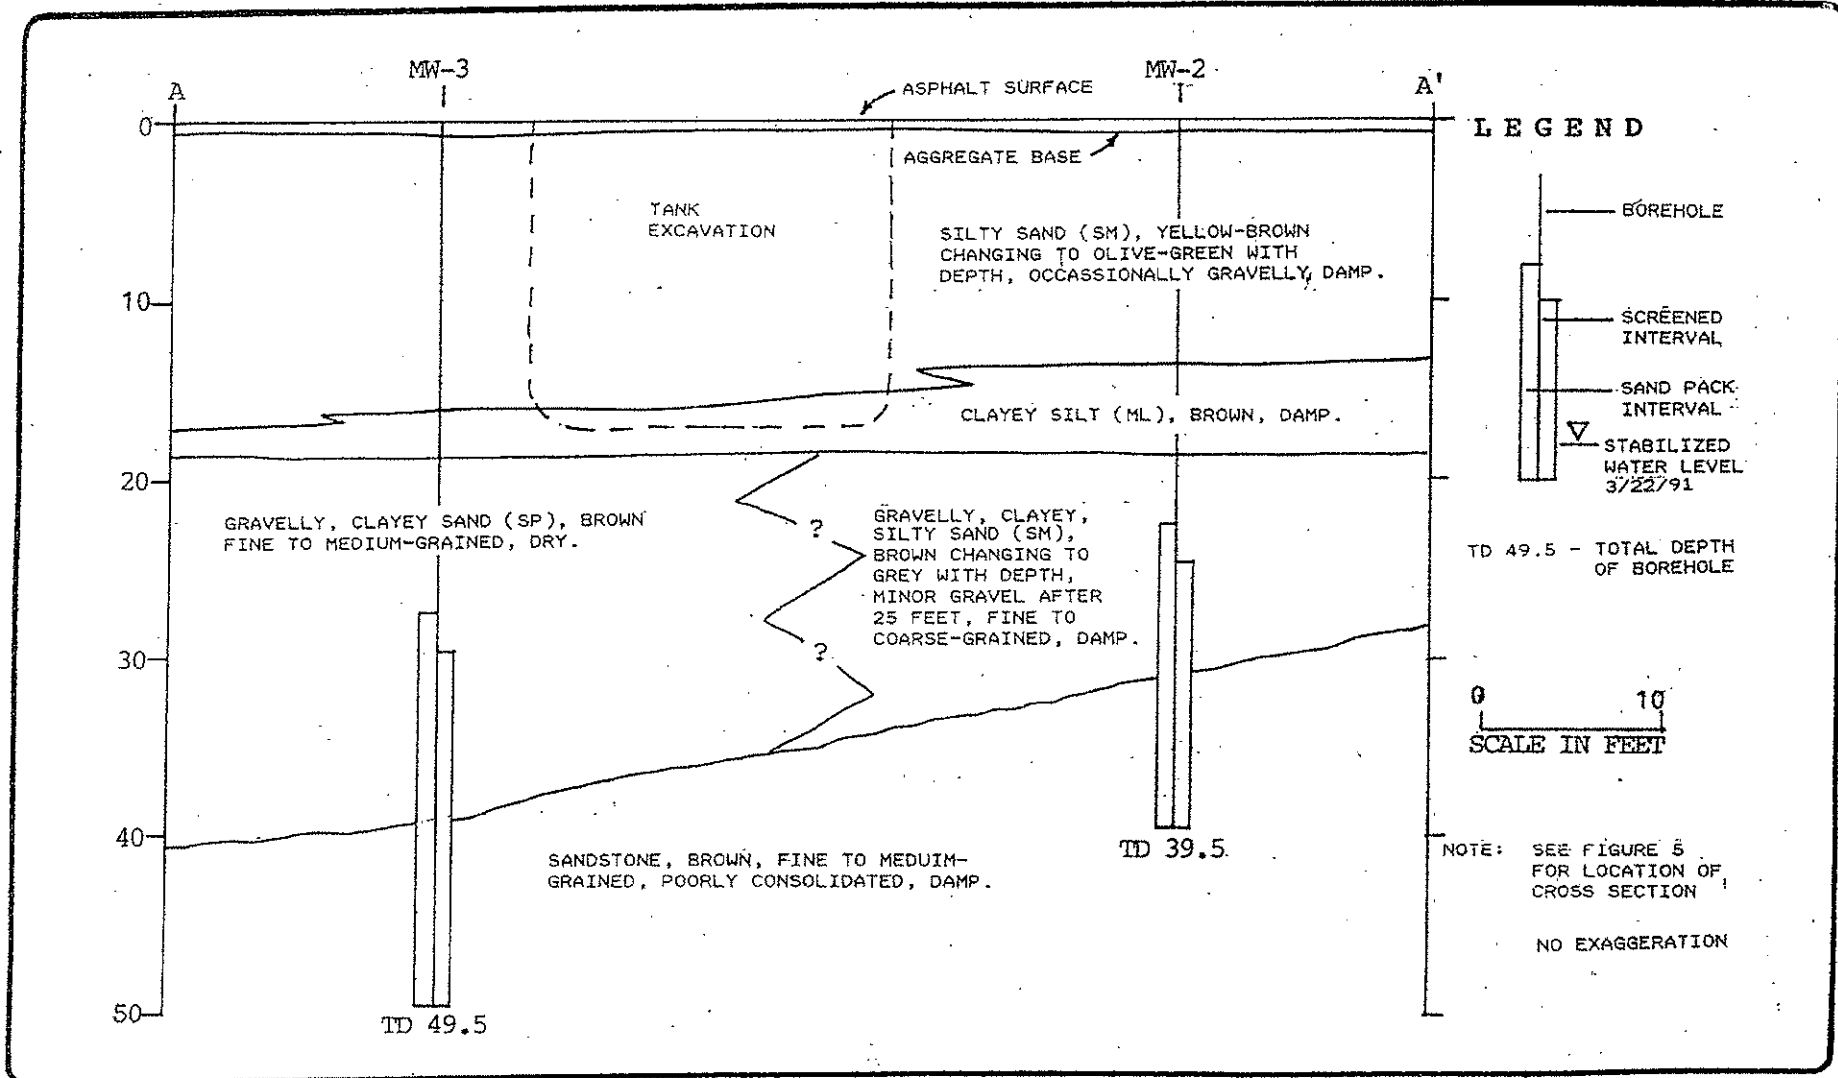 MW-3
MW-2
A
A'
ASPHALT SURFACE
AGGREGATE BASE
0
10
20
30
40
50
TANK
EXCAVATION
SILTY SAND (SM), YELLOW-BROWN
CHANGING TO OLIVE-GREEN WITH
DEPTH, OCCASSIONALLY GRAVELLY, DAMP.
CLAYEY SILT (ML), BROWN, DAMP.
GRAVELLY, CLAYEY SAND (SP), BROWN
FINE TO MEDIUM-GRAINED, DRY.
?
?
GRAVELLY, CLAYEY,
SILTY SAND (SM),
BROWN CHANGING TO
GREY WITH DEPTH,
MINOR GRAVEL AFTER
25 FEET, FINE TO
COARSE-GRAINED, DAMP.
SANDSTONE, BROWN, FINE TO MEDUIM-
GRAINED, POORLY CONSOLIDATED, DAMP.
TD 49.5
TD 39.5
LEGEND
BOREHOLE
SCREENED
INTERVAL
SAND PACK
INTERVAL
STABILIZED
WATER LEVEL
3/22/91
TD 49.5 - TOTAL DEPTH
OF BOREHOLE
0 10
SCALE IN FEET
NOTE: SEE FIGURE 5
FOR LOCATION OF
CROSS SECTION
NO EXAGGERATION